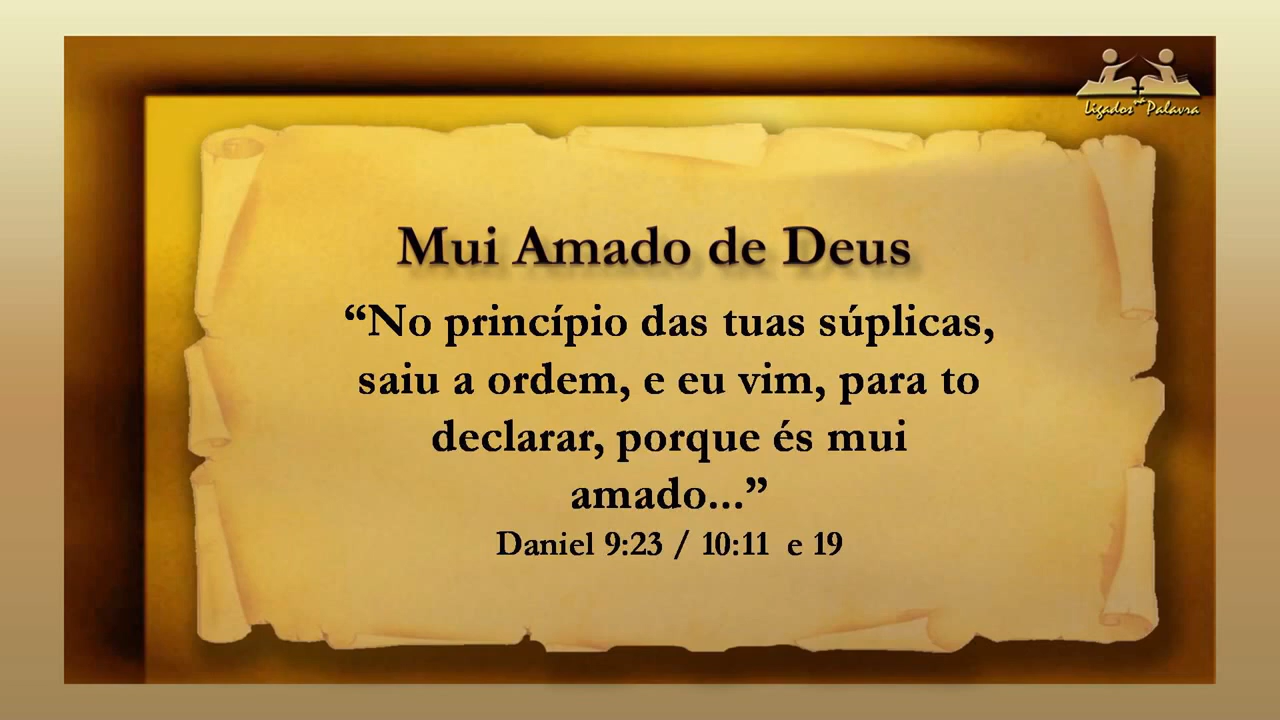 Ligados na Palavra
Mui Amado de Deus
“No princípio das tuas súplicas,
saiu a ordem, e eu vim, para to
declarar, porque és mui
amado...”
Daniel 9:23 / 10:11 e 19